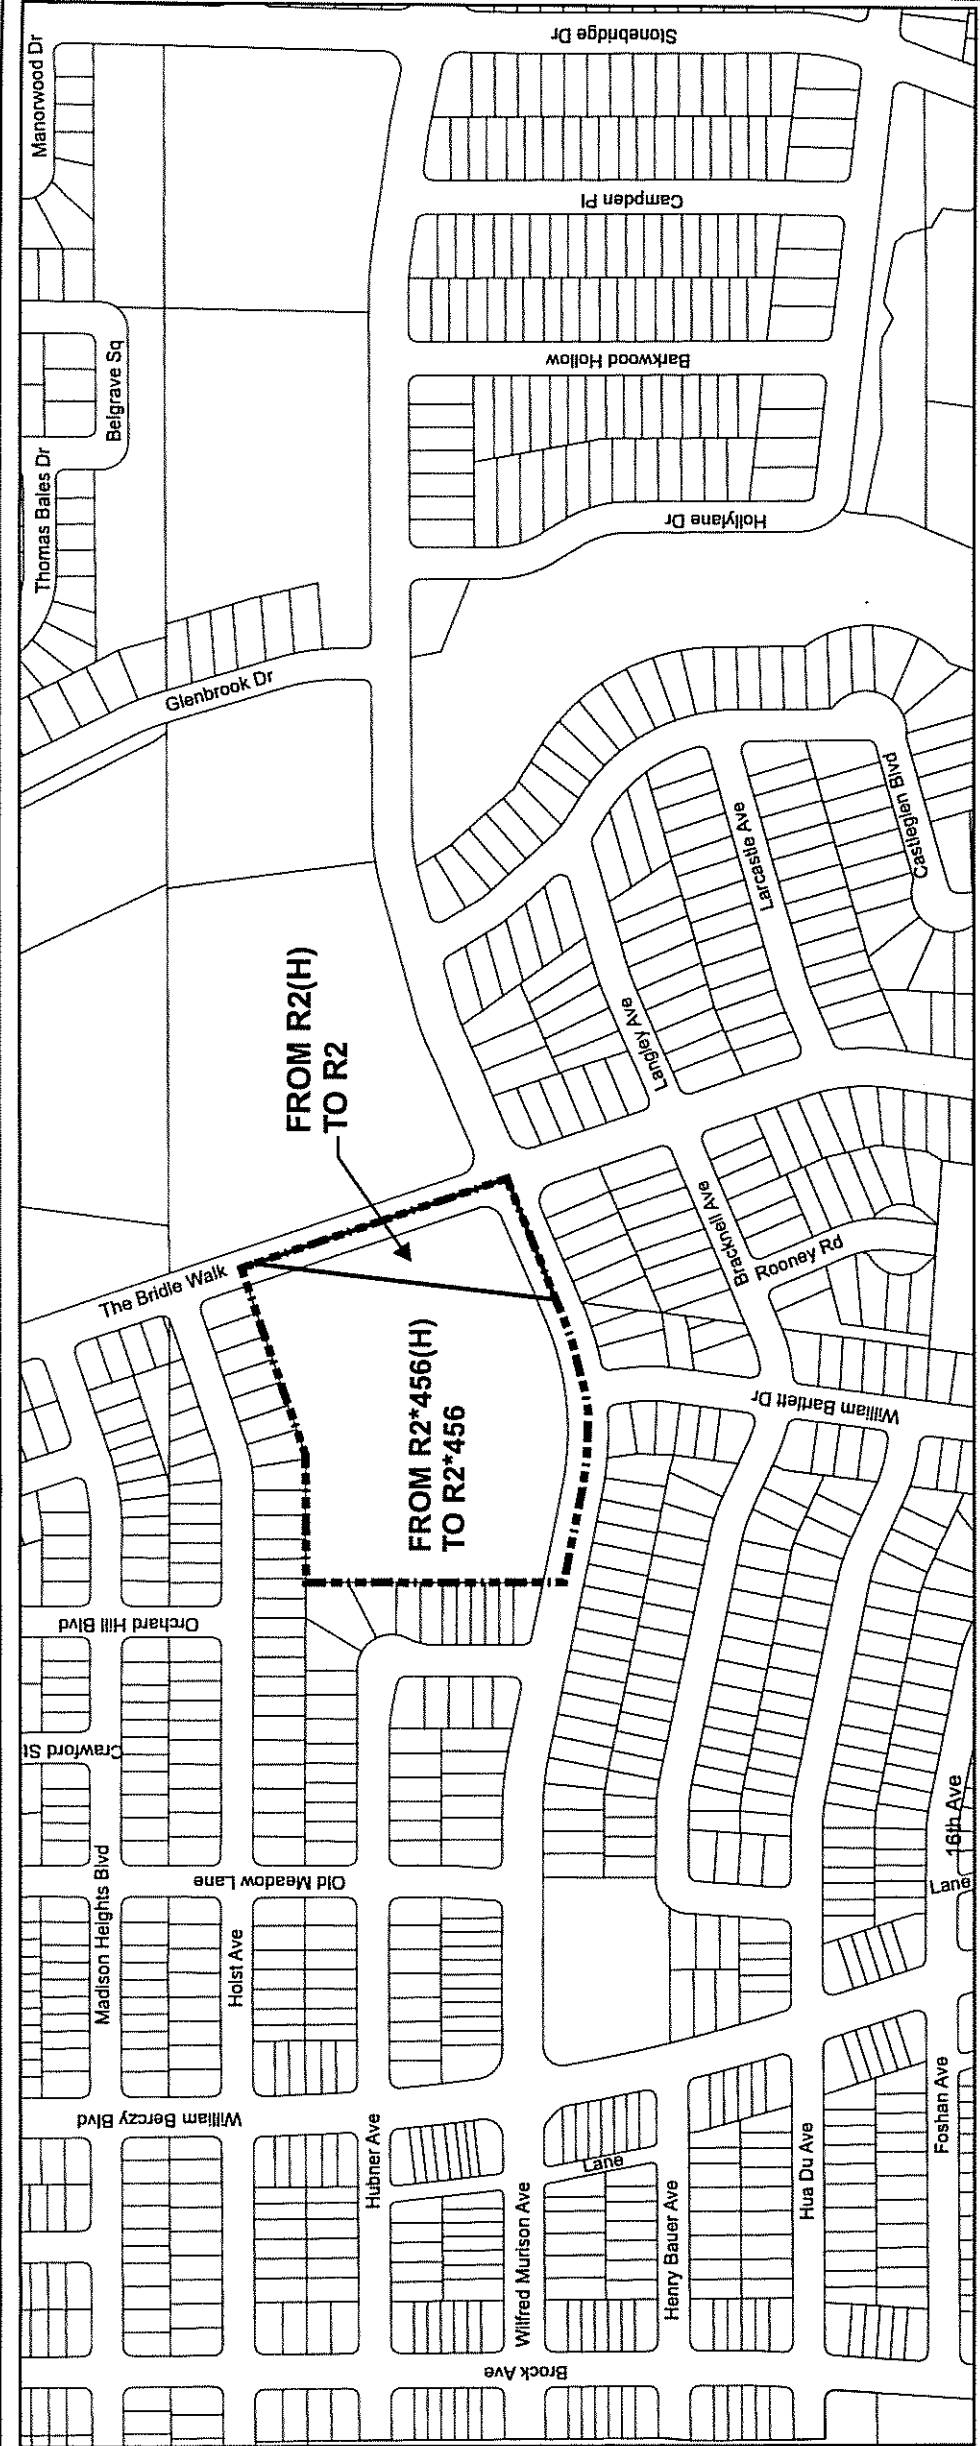 Manorwood Dr
Stonebridge Dr
Campden Pl
Belgrave Sq
Barkwood Hollow
Thomas Bales Dr
Hollylane Dr
Glenbrook Dr
Castleglen Blvd
Larcastle Ave
Langley Ave
FROM R2(H)
TO R2
The Bridle Walk
Bracknell Ave
Rooney Rd
FROM R2*456(H)
TO R2*456
William Bartlett Dr
Orchard Hill Blvd
Crawford St
Madison Heights Blvd
Old Meadow Lane
16th Ave
Lane
Holst Ave
William Berczy Blvd
Hubner Ave
Lane
Wilfred Murison Ave
Henry Bauer Ave
Hua Du Ave
Foshan Ave
Brock Ave